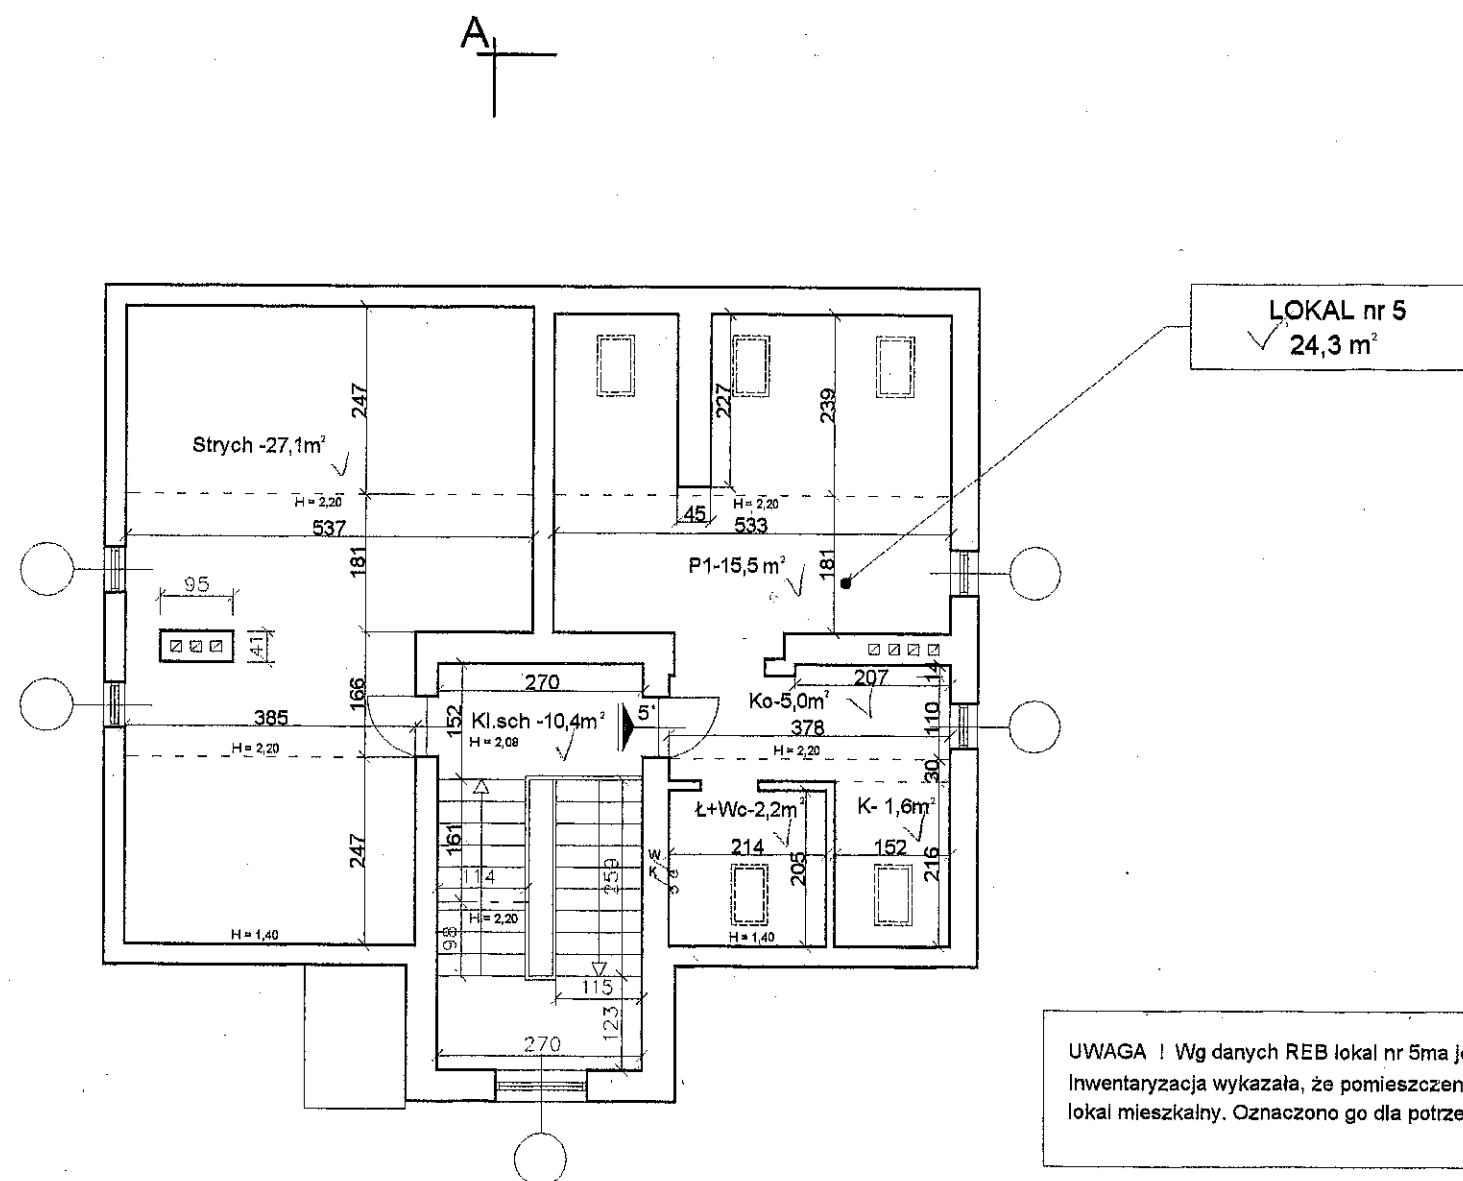 A
LOKAL nr 5
24,3 m²
247
227
239
Strych -27,1m²
H = 2,20
537
45
H = 2,20
533
181
P1-15,5 m²
181
95
41
166
270
207
14
385
152
Kl.sch -10,4m²
H = 2,08
5*
Ko-5,0m²
378
110
H = 2,20
H = 2,20
30
Ł+Wc-2,2m²
K- 1,6m²
247
161
114
259
W
K
214
205
152
216
H = 2,20
98
H = 1,40
H = 1,40
115
123
270
UWAGA ! Wg danych REB lokal nr 5ma j
Inwentaryzacja wykazała, że pomieszczen
lokal mieszkalny. Oznaczono go dla potrze